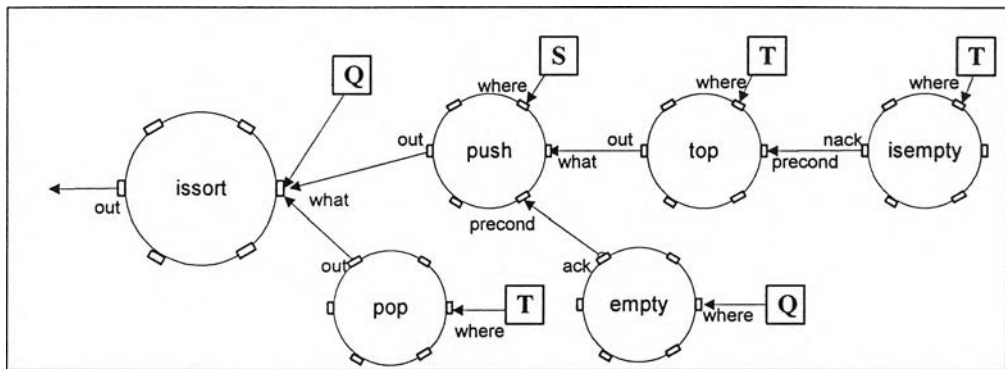 Q
S
T
T
where
where
where
out
push
what
out
top
nack
precond
isempty
issort
what
out
precond
out
pop
T
where
ack
empty
where
Q